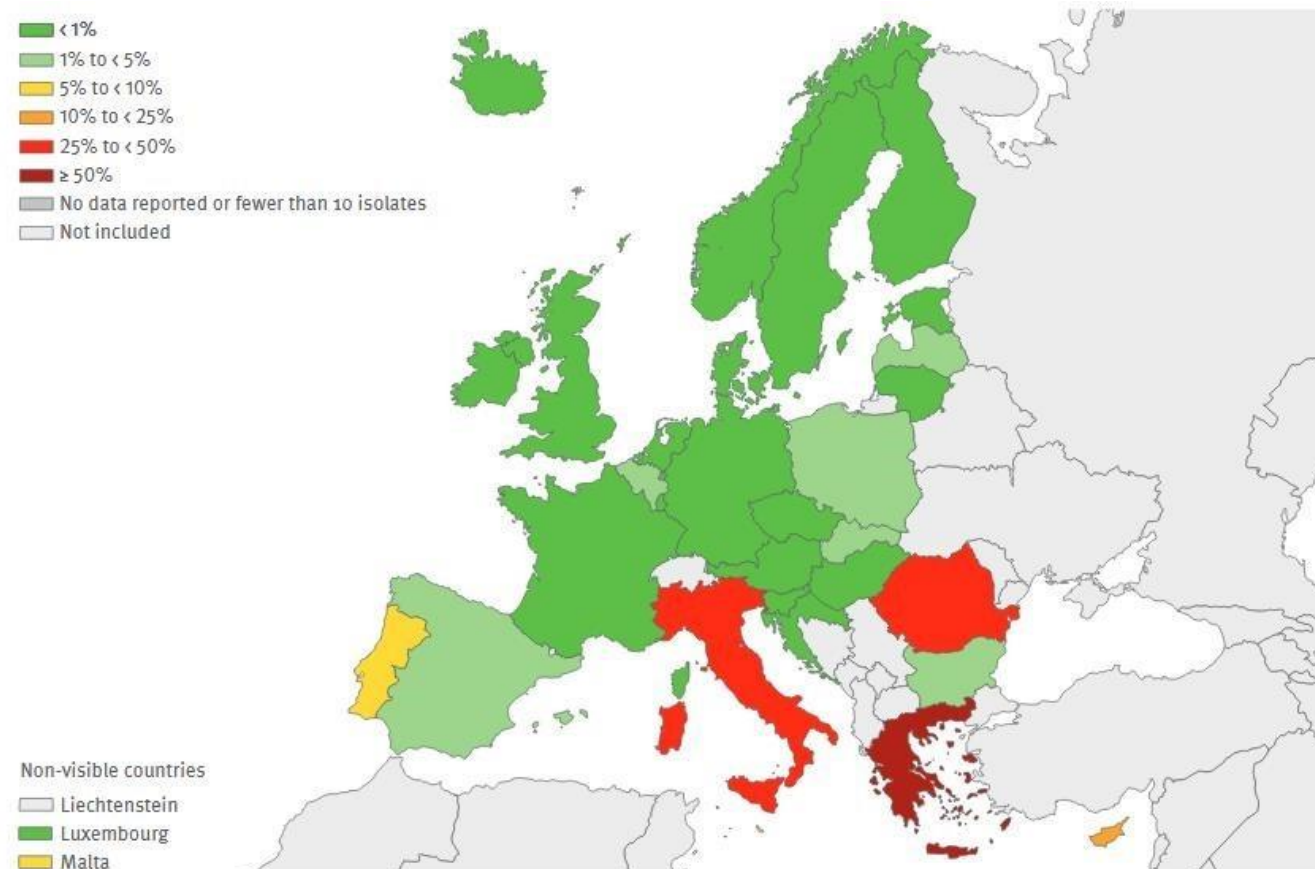 < 1%
1% to < 5%
5% to < 10%
10% to < 25%
25% to < 50%
≥ 50%
No data reported or fewer than 10 isolates
Not included
Non-visible countries
Liechtenstein
Luxembourg
Malta